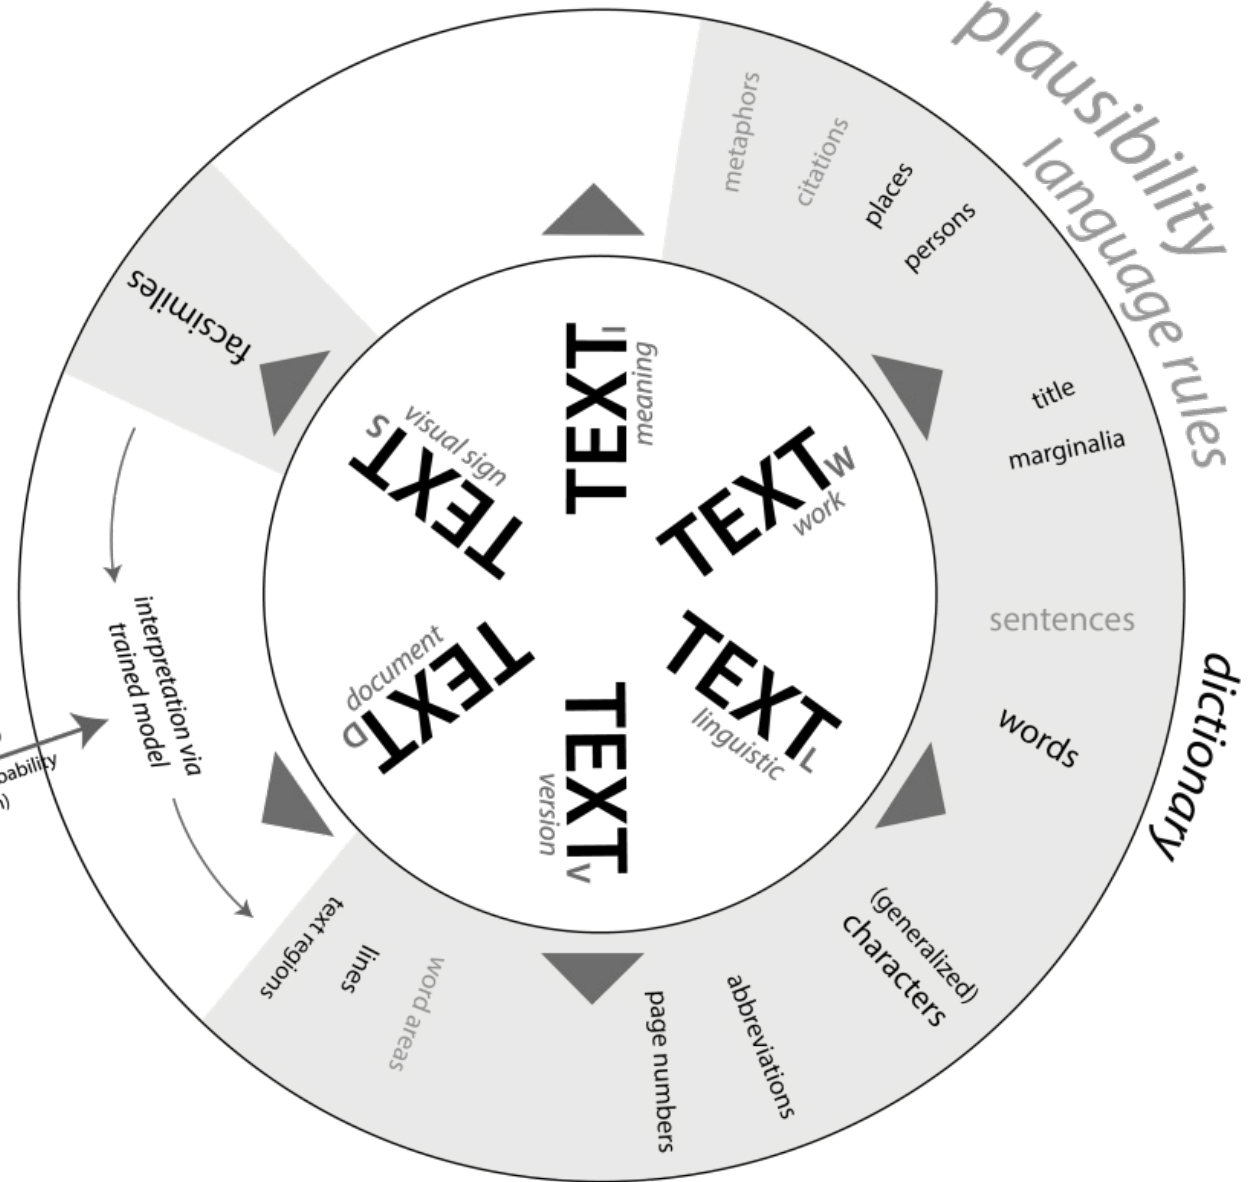 plausibility
language rules
dictionary
metaphors
citations
places
persons
title
marginalia
sentences
words
(generalized)
characters
abbreviations
page numbers
word areas
lines
text regions
interpretation via
trained model
facsimiles
TEXT I
meaning
TEXT W
work
TEXT L
linguistic
TEXT V
version
TEXT D
document
TEXT S
visual sign